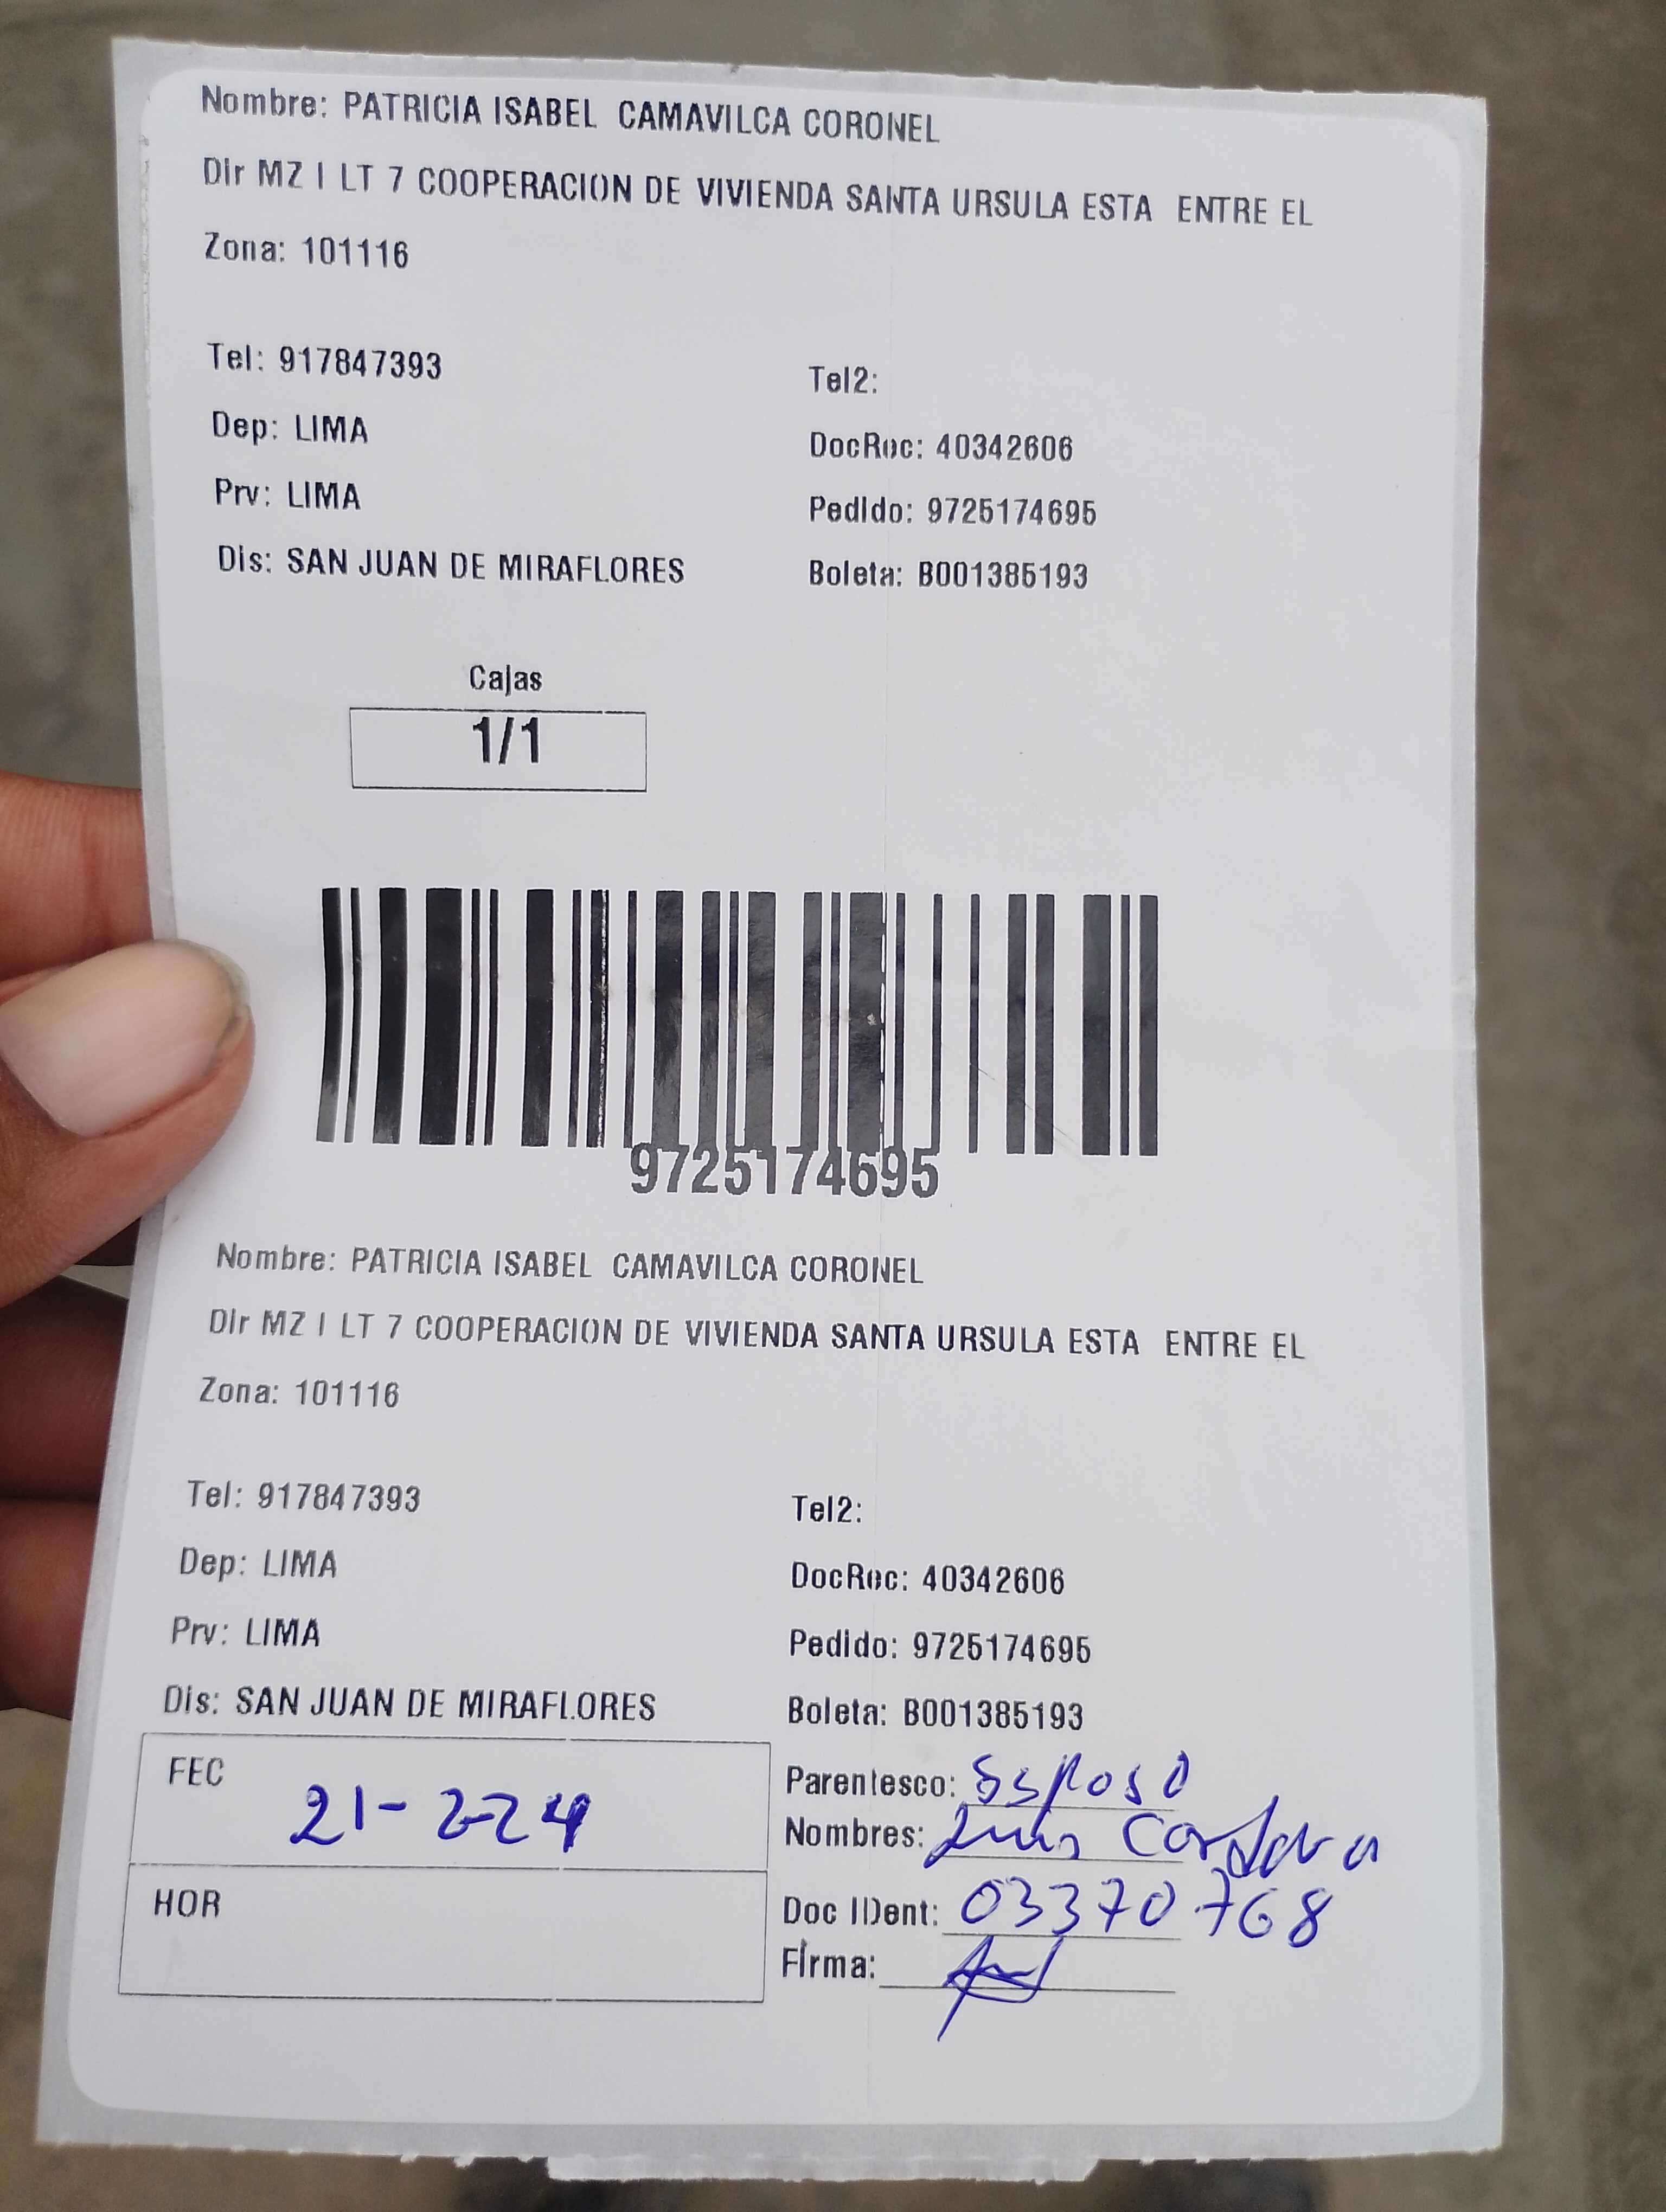 Nombre: PATRICIA ISABEL CAMAVILCA CORONEL
Dir MZ I LT 7 COOPERACION DE VIVIENDA SANTA URSULA ESTA ENTRE EL
Zona: 101116
Tel: 917847393
Tel2:
Dep: LIMA
DocRec: 40342606
Prv: LIMA
Pedido: 9725174695
Dis: SAN JUAN DE MIRAFLORES
Boleta: B001385193
Cajas
1/1
9725174695
Nombre: PATRICIA ISABEL CAMAVILCA CORONEL
Dir MZ I LT 7 COOPERACION DE VIVIENDA SANTA URSULA ESTA ENTRE EL
Zona: 101116
Tel: 917847393
Tel2:
Dep: LIMA
DocRec: 40342606
Prv: LIMA
Pedido: 9725174695
Dis: SAN JUAN DE MIRAFLORES
Boleta: B001385193
FEC 21-2-24
Parentesco: Esposo
Nombres: Luis Cordova
HOR
Doc IDent: 03370768
Firma: